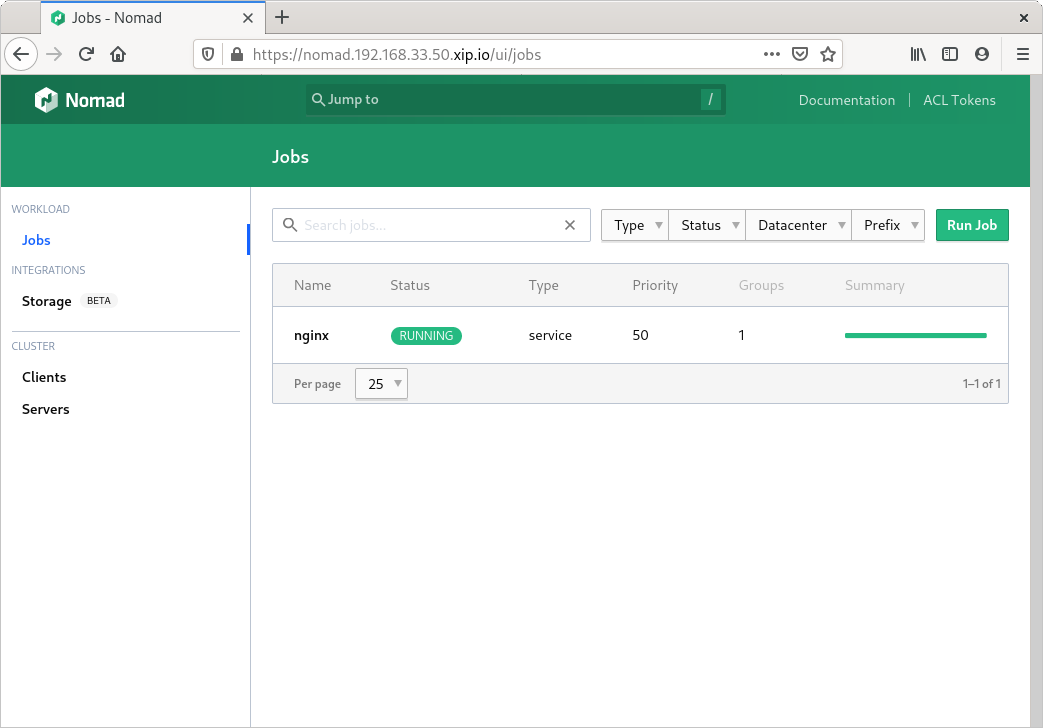 Jobs - Nomad
https://nomad.192.168.33.50.xip.io/ui/jobs
Nomad
Jump to
/
Documentation
ACL Tokens
Jobs
WORKLOAD
Jobs
INTEGRATIONS
Storage BETA
CLUSTER
Clients
Servers
Search jobs...
Type
Status
Datacenter
Prefix
Run Job
Name Status Type Priority Groups Summary
nginx RUNNING service 50 1
Per page 25 1–1 of 1